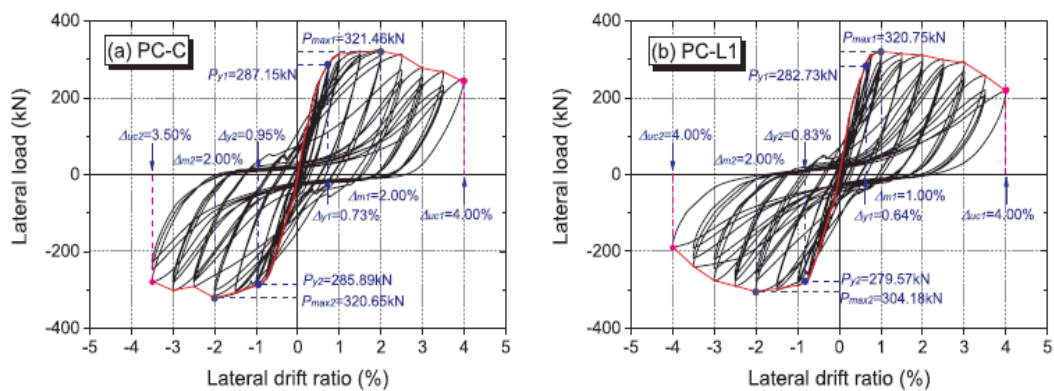 400
200
0
-200
-400
Lateral load (kN)
(a) PC-C
Pmax1=321.46kN
Py1=287.15kN
Δuc2=3.50%
Δy2=0.95%
Δm2=2.00%
Δm1=2.00%
Δy1=0.73%
Δuc1=4.00%
Py2=285.89kN
Pmax2=320.65kN
-5 -4 -3 -2 -1 0 1 2 3 4 5
Lateral drift ratio (%)
400
200
0
-200
-400
Lateral load (kN)
(b) PC-L1
Pmax1=320.75kN
Py1=282.73kN
Δuc2=4.00%
Δy2=0.83%
Δm2=2.00%
Δm1=1.00%
Δy1=0.64%
Δuc1=4.00%
Py2=279.57kN
Pmax2=304.18kN
-5 -4 -3 -2 -1 0 1 2 3 4 5
Lateral drift ratio (%)